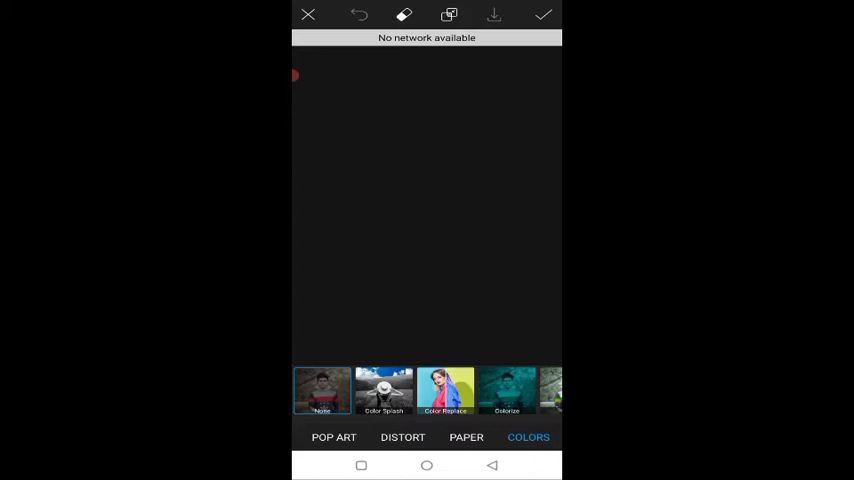 No network available
None
Color Splash
Color Replace
Colorize
POP ART
DISTORT
PAPER
COLORS